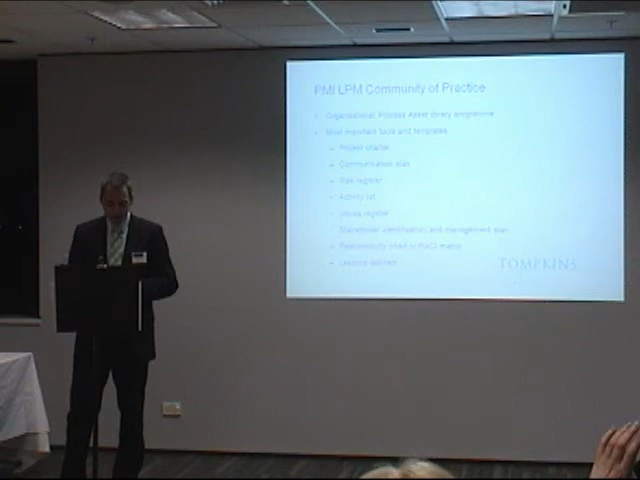 PMI LPM Community of Practice
Organisational Process Asset library programme
Most important tools and templates
Project charter
Communication plan
Risk register
Activity list
Issues register
Stakeholder identification and management plan
Responsibility chart or RACI matrix
Lessons learned
TOMPKINS